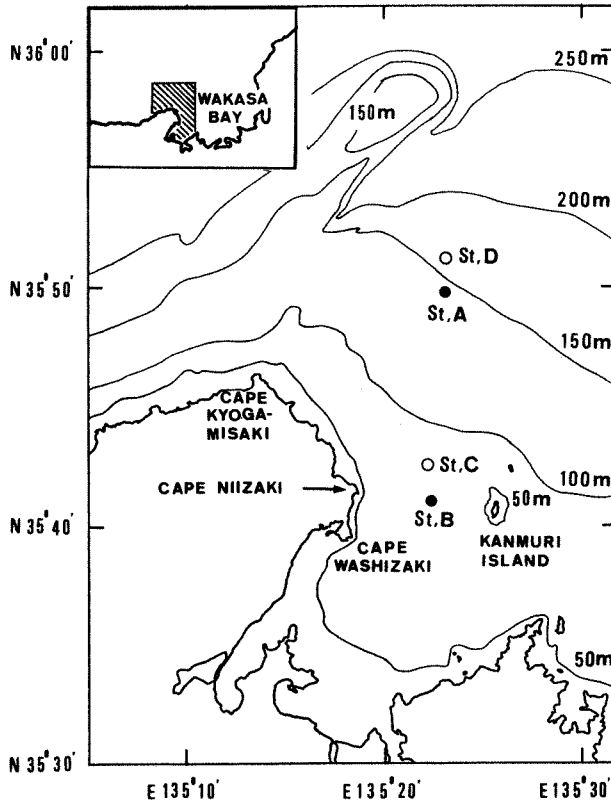 N 36°00'
250m
WAKASA
BAY
150m
200m
St,D
N 35°50'
St,A
150m
CAPE
KYOGA-
MISAKI
St,C
100m
CAPE NIIZAKI
50m
St,B
N 35°40'
CAPE
WASHIZAKI
KANMURI
ISLAND
50m
N 35°30'
E 135°10'
E 135°20'
E 135°30'